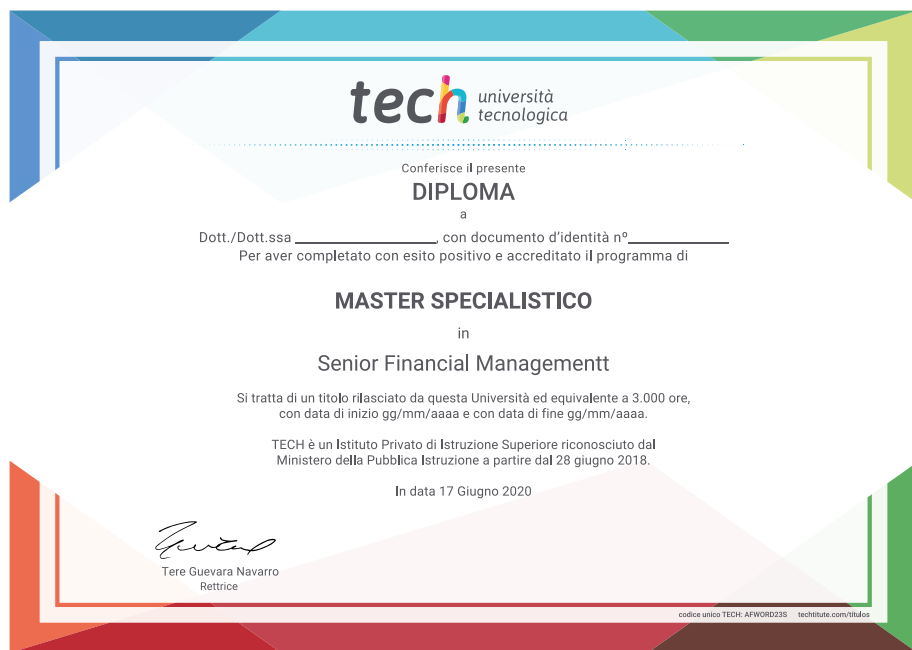 tech università
tecnologica
Conferisce il presente
DIPLOMA
a
Dott./Dott.ssa ________________, con documento d'identità nº____________
Per aver completato con esito positivo e accreditato il programma di
MASTER SPECIALISTICO
in
Senior Financial Managementt
Si tratta di un titolo rilasciato da questa Università ed equivalente a 3.000 ore,
con data di inizio gg/mm/aaaa e con data di fine gg/mm/aaaa.
TECH è un Istituto Privato di Istruzione Superiore riconosciuto dal
Ministero della Pubblica Istruzione a partire dal 28 giugno 2018.
In data 17 Giugno 2020
Tere Guevara Navarro
Rettrice
codice unico TECH: AFWORD23S techtitute.com/titulos